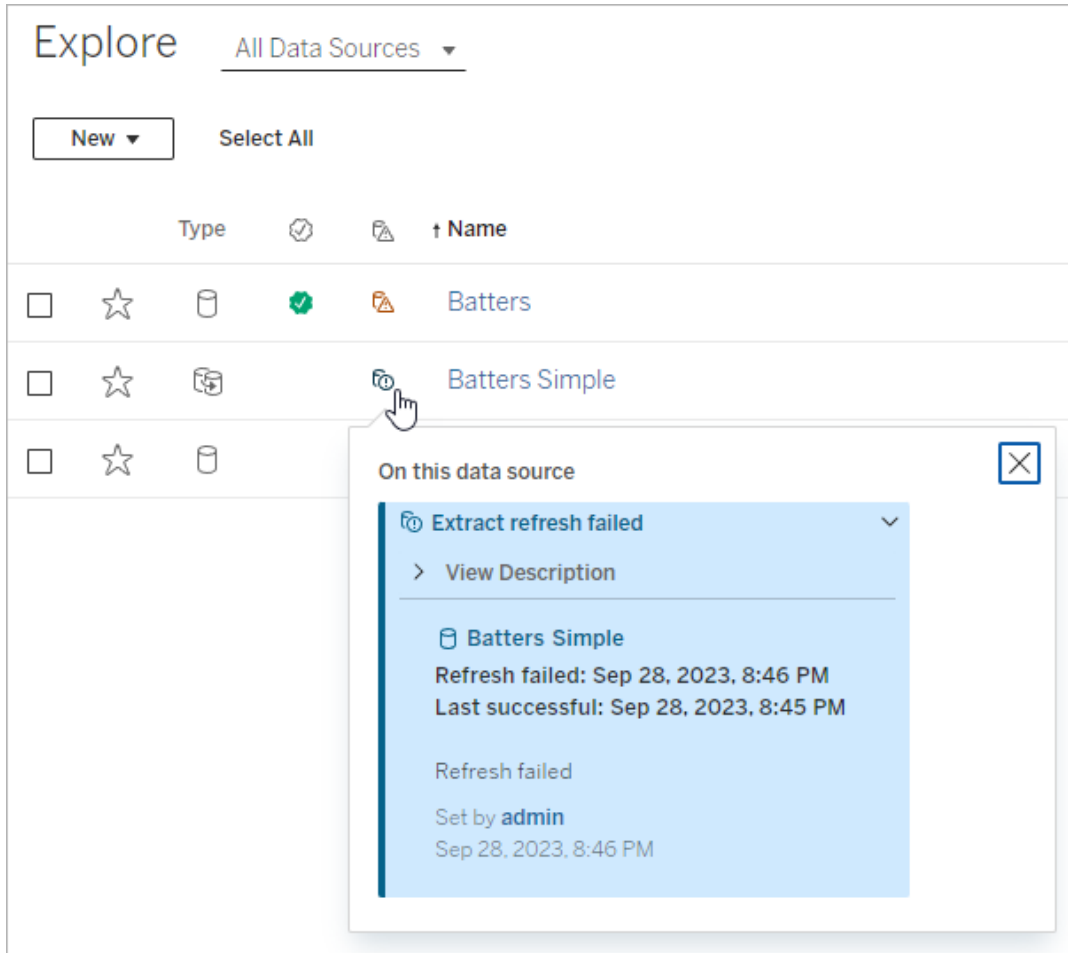 Explore All Data Sources
New Select All
Type Name
Batters
Batters Simple
On this data source
Extract refresh failed
View Description
Batters Simple
Refresh failed: Sep 28, 2023, 8:46 PM
Last successful: Sep 28, 2023, 8:45 PM
Refresh failed
Set by admin
Sep 28, 2023, 8:46 PM